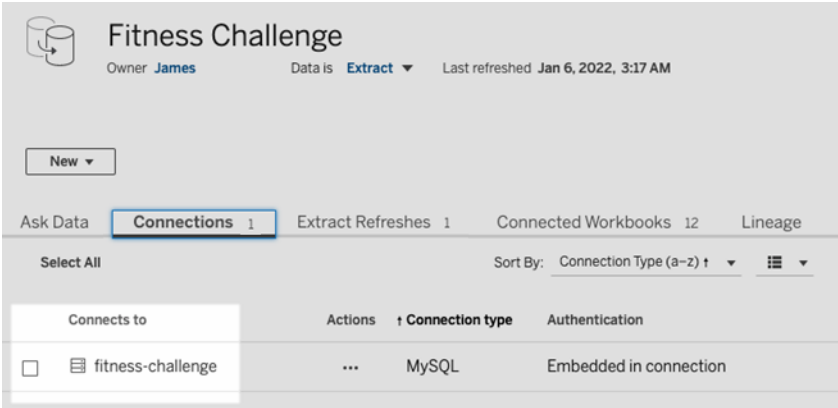 Fitness Challenge
Owner James Data is Extract Last refreshed Jan 6, 2022, 3:17 AM
New
Ask Data Connections 1 Extract Refreshes 1 Connected Workbooks 12 Lineage
Select All Sort By: Connection Type (a–z) ↑
Connects to Actions ↑ Connection type Authentication
fitness-challenge ... MySQL Embedded in connection